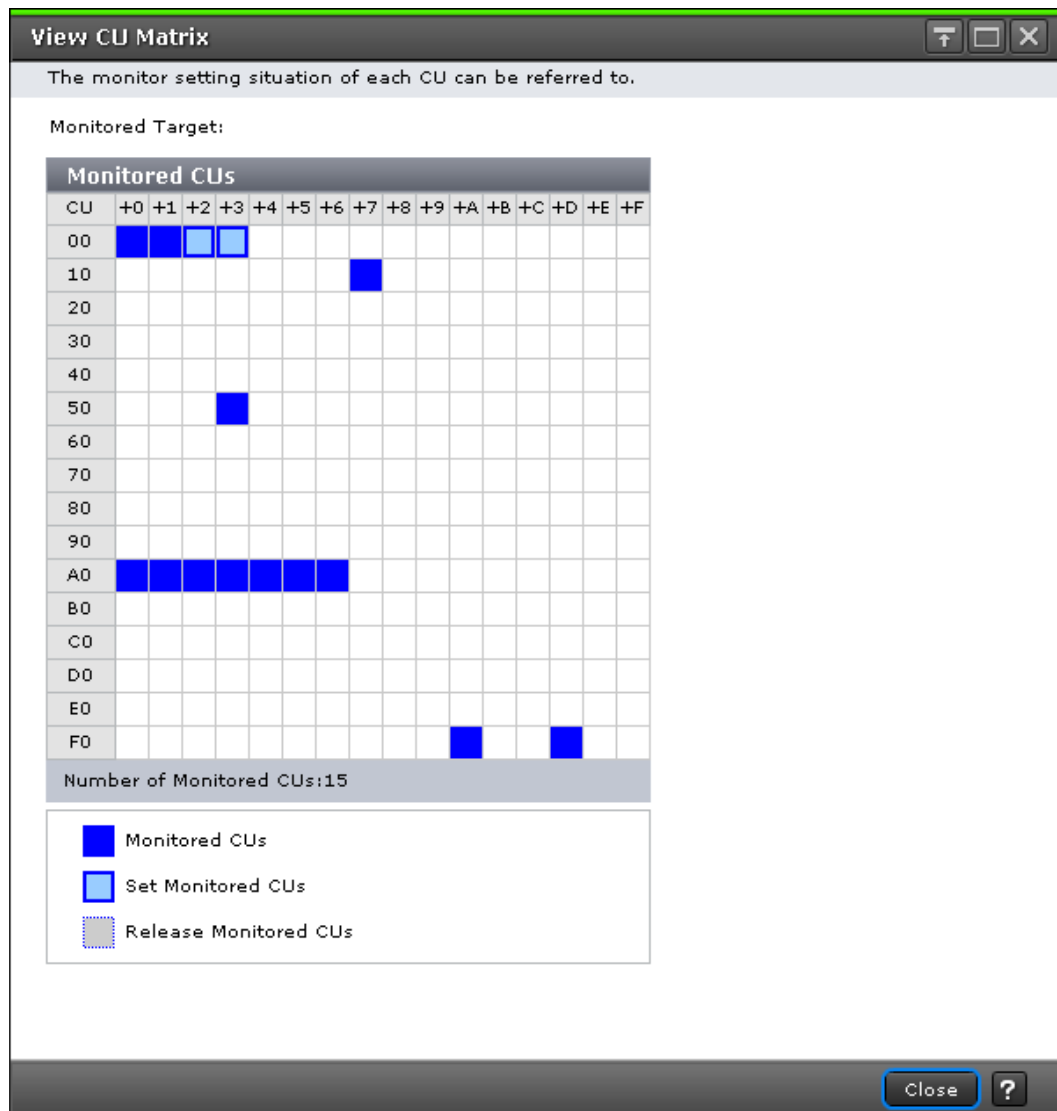 View CU Matrix
The monitor setting situation of each CU can be referred to.
Monitored Target:
Monitored CUs
CU +0 +1 +2 +3 +4 +5 +6 +7 +8 +9 +A +B +C +D +E +F
00
10
20
30
40
50
60
70
80
90
A0
B0
C0
D0
E0
F0
Number of Monitored CUs:15
Monitored CUs
Set Monitored CUs
Release Monitored CUs
Close ?